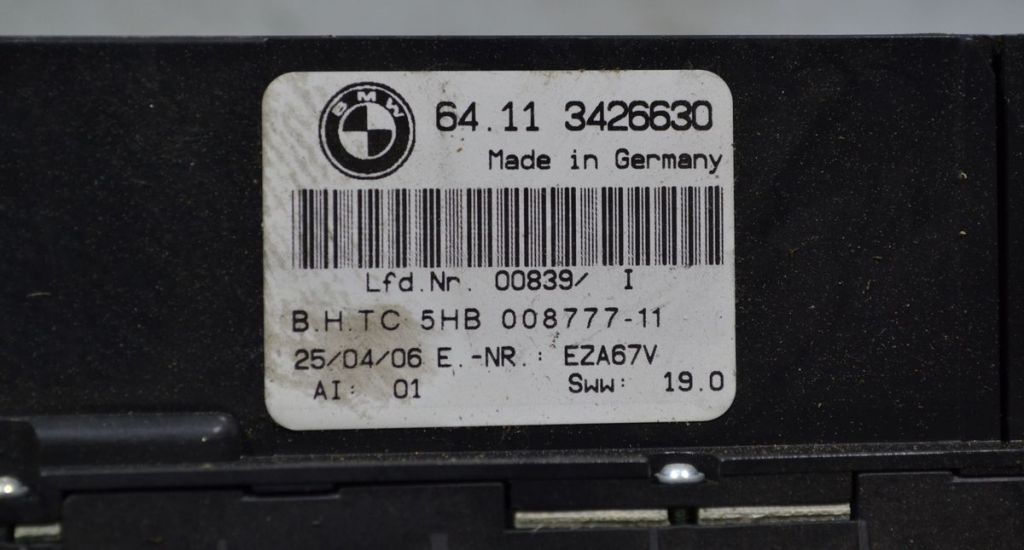 BMW
64.11 3426630
Made in Germany
Lfd.Nr. 00839/ I
B.H.TC 5HB 008777-11
25/04/06 E.-NR.: EZA67V
AI: 01 Sww: 19.0